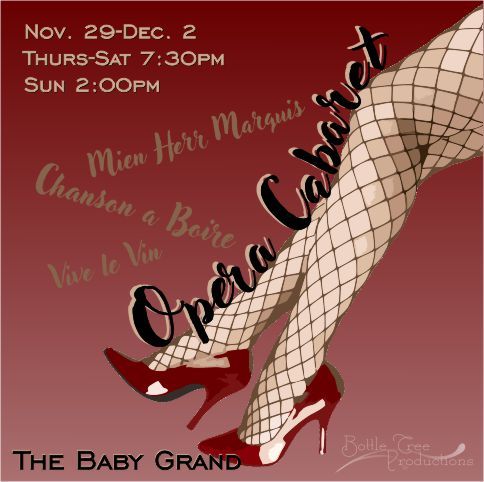 Nov. 29-Dec. 2
Thurs-Sat 7:30pm
Sun 2:00pm
Mien Herr Marquis
Chanson a Boire
Vive le Vin
Opera Cabaret
The Baby Grand
Bottle Tree
Productions